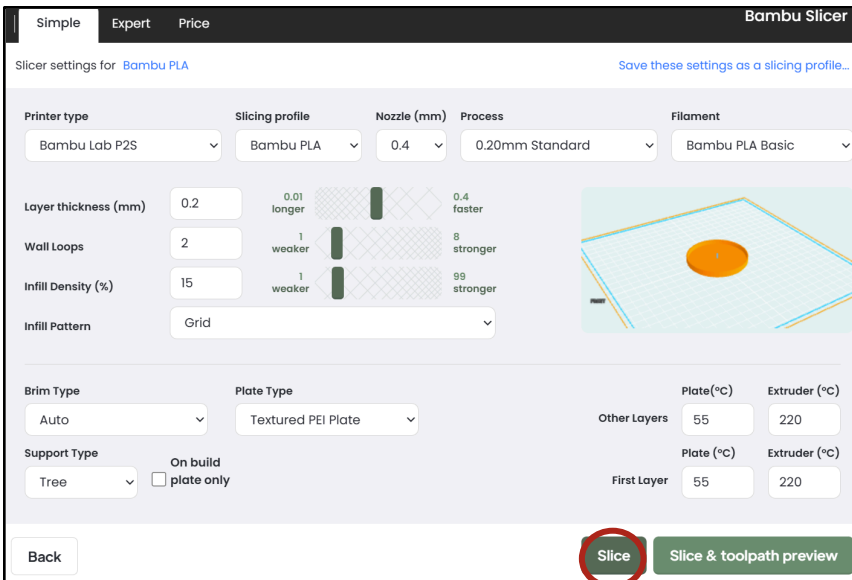 Simple Expert Price Bambu Slicer
Slicer settings for Bambu PLA Save these settings as a slicing profile...
Printer type Slicing profile Nozzle (mm) Process Filament
Bambu Lab P2S Bambu PLA 0.4 0.20mm Standard Bambu PLA Basic
Layer thickness (mm) 0.2 0.01 longer 0.4 faster
Wall Loops 2 1 weaker 8 stronger
Infill Density (%) 15 1 weaker 99 stronger
Infill Pattern Grid
FRONT
Brim Type Plate Type Plate(°C) Extruder (°C)
Auto Textured PEI Plate Other Layers 55 220
Support Type On build plate only Plate (°C) Extruder (°C)
Tree First Layer 55 220
Back Slice Slice & toolpath preview